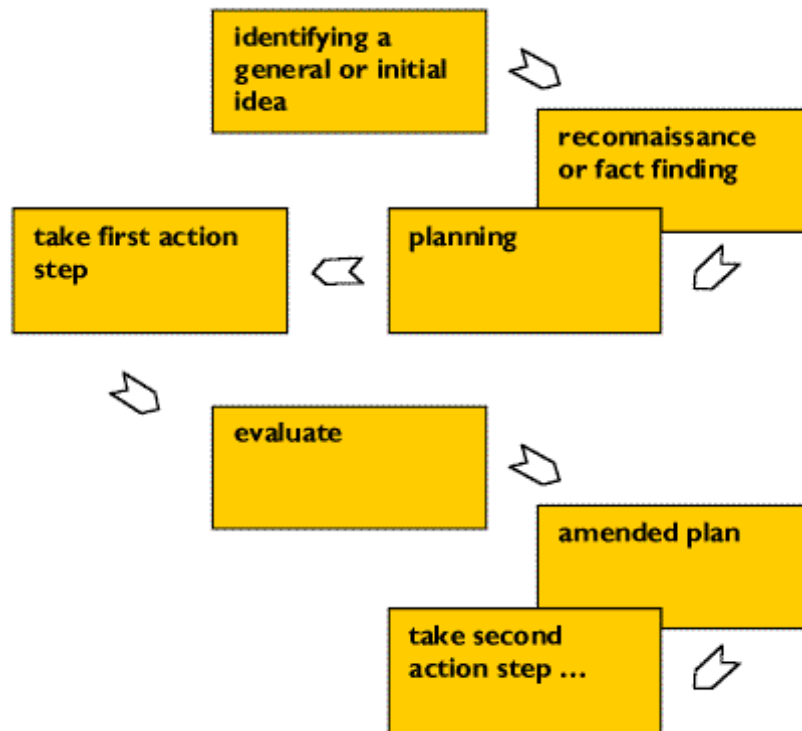 identifying a
general or initial
idea
reconnaissance
or fact finding
planning
take first action
step
evaluate
amended plan
take second
action step ...